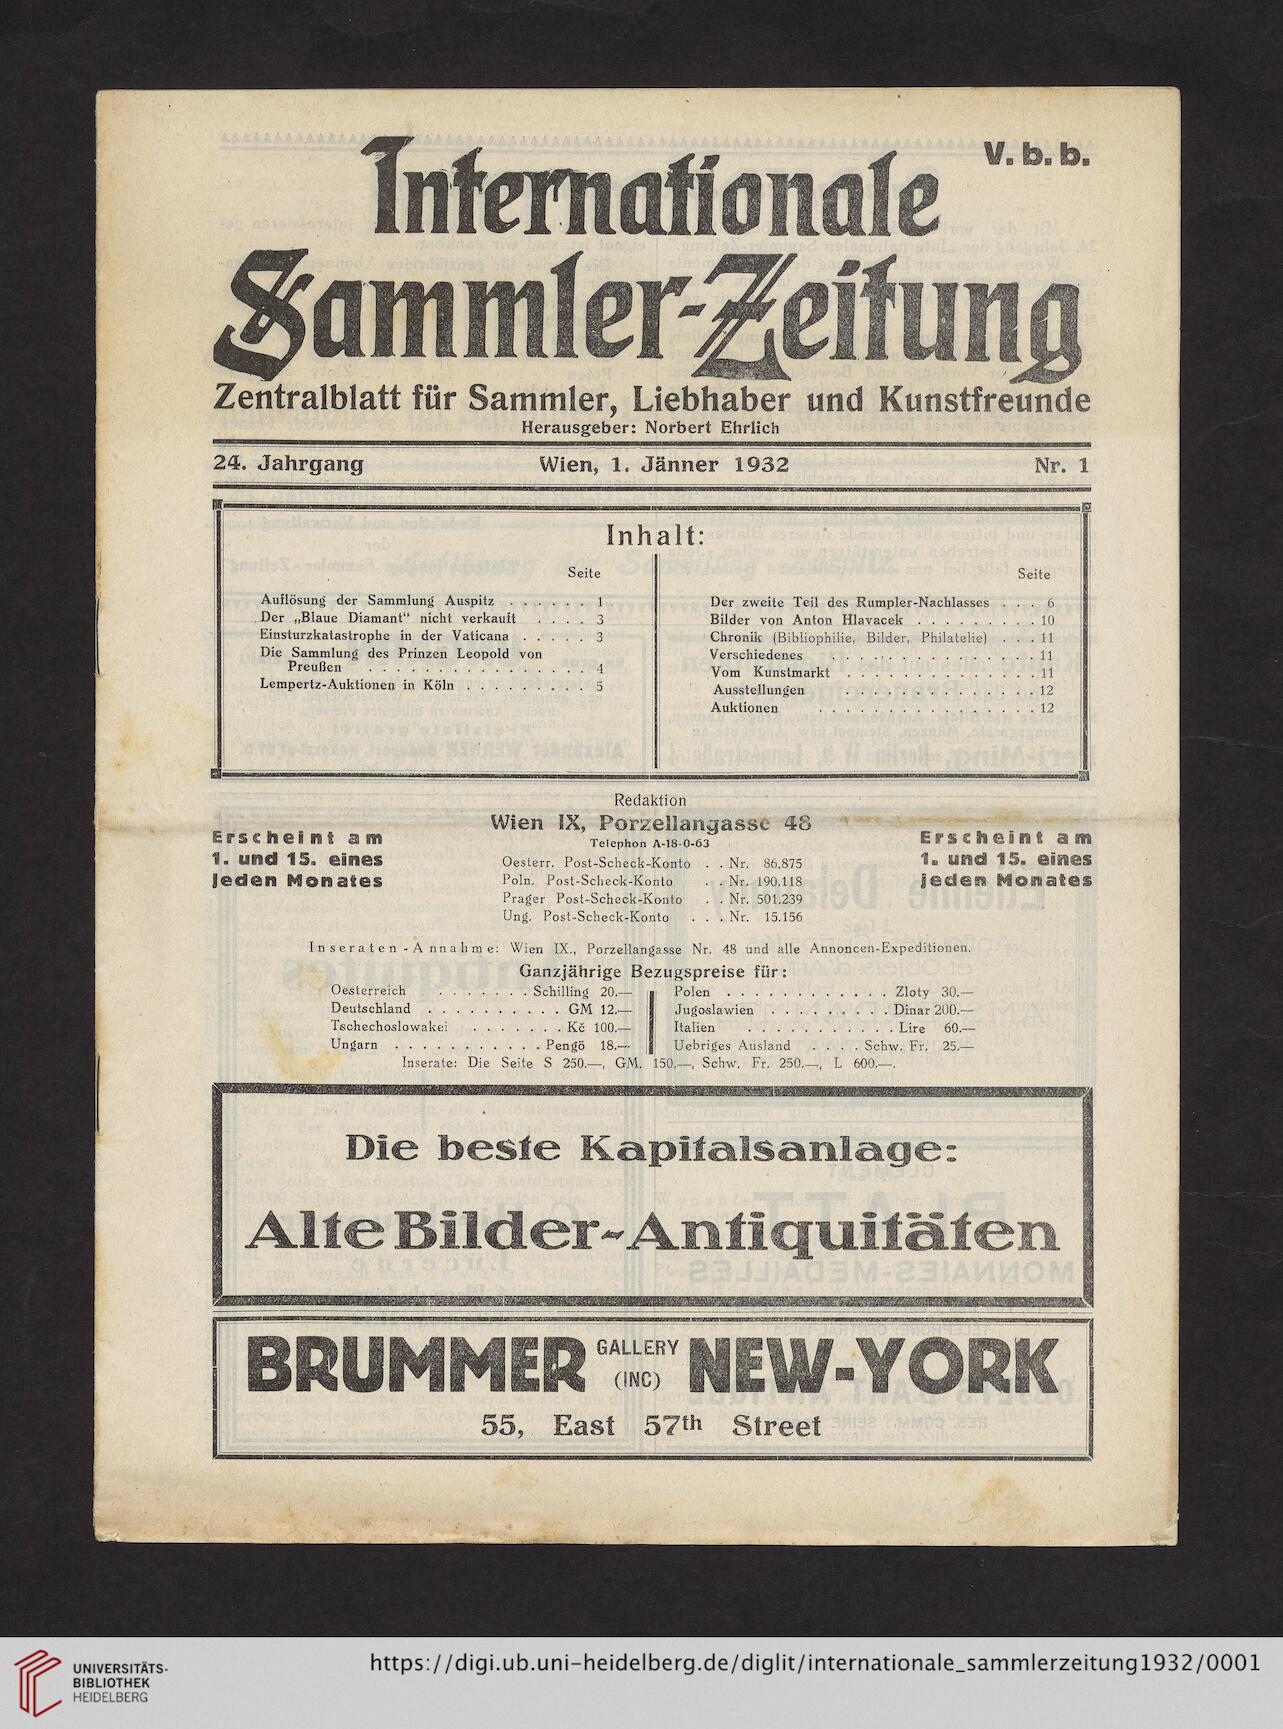 V. b. b.
Internationale
Sammler-Zeitung
Zentralblatt für Sammler, Liebhaber und Kunstfreunde
Herausgeber: Norbert Ehrlich
24. Jahrgang Wien, 1. Jänner 1932 Nr. 1
Inhalt:
Seite
Auflösung der Sammlung Auspitz . . . . . . 1
Der „Blaue Diamant“ nicht verkauft . . . . 3
Einsturzkatastrophe in der Vaticana . . . . . 3
Die Sammlung des Prinzen Leopold von
Preußen . . . . . . . . . . . . . . . . 4
Lempertz-Auktionen in Köln . . . . . . . . . 5
Seite
Der zweite Teil des Rumpler-Nachlasses . . . 6
Bilder von Anton Hlavacek . . . . . . . . . 10
Chronik (Bibliophilie, Bilder, Philatelie) . . . 11
Verschiedenes . . . . . . . . . . . . . . 11
Vom Kunstmarkt . . . . . . . . . . . . . . 11
Ausstellungen . . . . . . . . . . . . . . 12
Auktionen . . . . . . . . . . . . . . . . 12
Redaktion
Wien IX, Porzellangasse 48
Telephon A-18-0-63
Erscheint am
1. und 15. eines
jeden Monates
Oesterr. Post-Scheck-Konto . . Nr. 86.875
Poln. Post-Scheck-Konto . . Nr. 190.118
Prager Post-Scheck-Konto . . Nr. 501.239
Ung. Post-Scheck-Konto . . . Nr. 15.156
Erscheint am
1. und 15. eines
jeden Monates
Inseraten-Annahme: Wien IX., Porzellangasse Nr. 48 und alle Annoncen-Expeditionen.
Ganzjährige Bezugspreise für:
Oesterreich . . . . . . . Schilling 20.—
Deutschland . . . . . . . . . . GM 12.—
Tschechoslowakei . . . . . . . Kč 100.—
Ungarn . . . . . . . . . . . Pengö 18.—
Polen . . . . . . . . . . . . Zloty 30.—
Jugoslawien . . . . . . . . . Dinar 200.—
Italien . . . . . . . . . . . Lire 60.—
Uebriges Ausland . . . . Schw. Fr. 25.—
Inserate: Die Seite S 250.—, GM. 150.—, Schw. Fr. 250.—, L 600.—.
Die beste Kapitalsanlage:
Alte Bilder-Antiquitäten
BRUMMER GALLERY (INC) NEW-YORK
55, East 57th Street
UNIVERSITÄTS-
BIBLIOTHEK
HEIDELBERG
https://digi.ub.uni-heidelberg.de/diglit/internationale_sammlerzeitung1932/0001